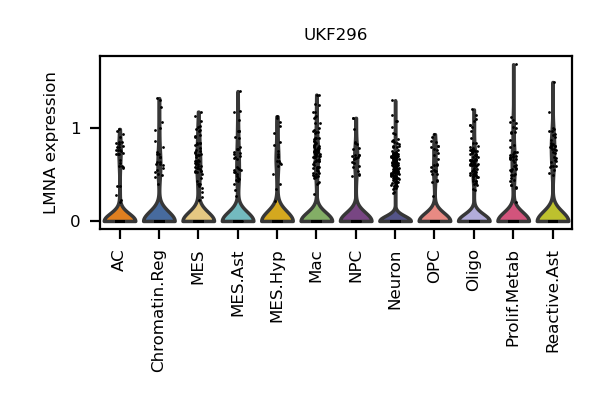 UKF296
LMNA expression
1
0
AC
Chromatin.Reg
MES
MES.Ast
MES.Hyp
Mac
NPC
Neuron
OPC
Oligo
Prolif.Metab
Reactive.Ast